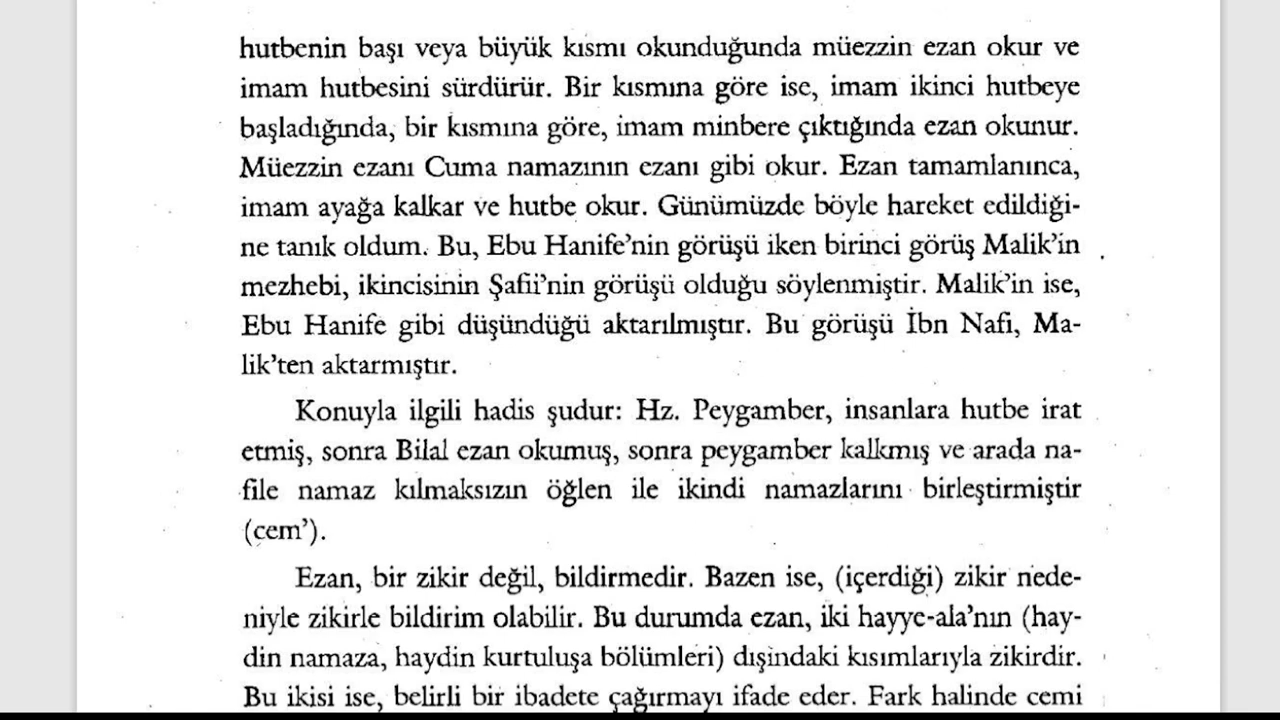 hutbenin başı veya büyük kısmı okunduğunda müezzin ezan okur ve
imam hutbesini sürdürür. Bir kısmına göre ise, imam ikinci hutbeye
başladığında, bir kısmına göre, imam minbere çıktığında ezan okunur.
Müezzin ezanı Cuma namazının ezanı gibi okur. Ezan tamamlanınca,
imam ayağa kalkar ve hutbe okur. Günümüzde böyle hareket edildiği-
ne tanık oldum. Bu, Ebu Hanife’nin görüşü iken birinci görüş Malik’in
mezhebi, ikincisinin Şafii’nin görüşü olduğu söylenmiştir. Malik’in ise,
Ebu Hanife gibi düşündüğü aktarılmıştır. Bu görüşü İbn Nafi, Ma-
lik’ten aktarmıştır.
Konuyla ilgili hadis şudur: Hz. Peygamber, insanlara hutbe irat
etmiş, sonra Bilal ezan okumuş, sonra peygamber kalkmış ve arada na-
file namaz kılmaksızın öğlen ile ikindi namazlarını birleştirmiştir
(cem’).
Ezan, bir zikir değil, bildirmedir. Bazen ise, (içerdiği) zikir nede-
niyle zikirle bildirim olabilir. Bu durumda ezan, iki hayye-ala’nın (hay-
din namaza, haydin kurtuluşa bölümleri) dışındaki kısımlarıyla zikirdir.
Bu ikisi ise, belirli bir ibadete çağırmayı ifade eder. Fark halinde cemi